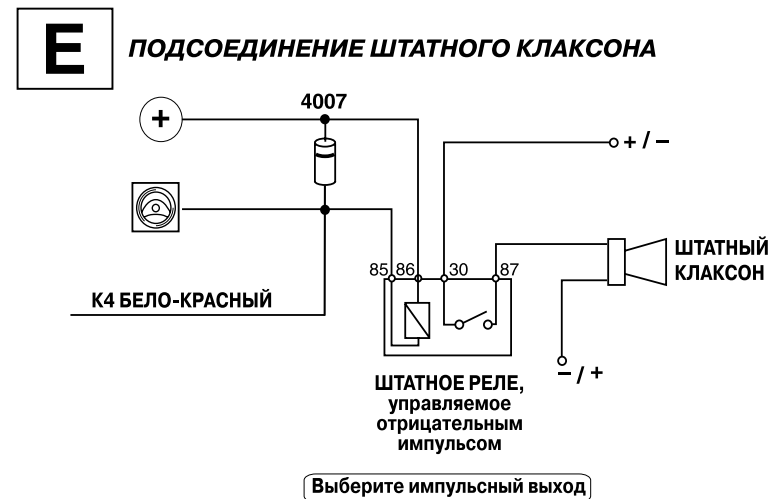 E
ПОДСОЕДИНЕНИЕ ШТАТНОГО КЛАКСОНА
4007
+
+ / –
85 86 30 87
ШТАТНЫЙ
КЛАКСОН
К4 БЕЛО-КРАСНЫЙ
– / +
ШТАТНОЕ РЕЛЕ,
управляемое
отрицательным
импульсом
Выберите импульсный выход